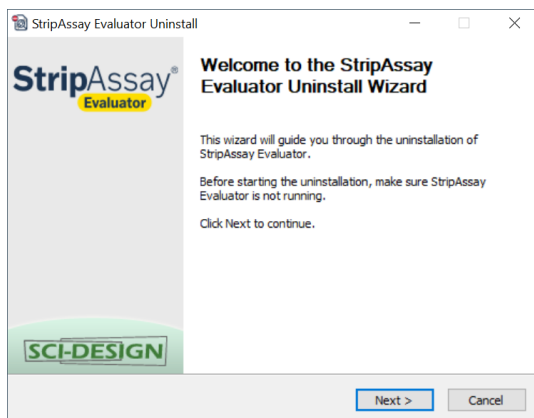 StripAssay Evaluator Uninstall
StripAssay®
Evaluator
Welcome to the StripAssay
Evaluator Uninstall Wizard
This wizard will guide you through the uninstallation of
StripAssay Evaluator.
Before starting the uninstallation, make sure StripAssay
Evaluator is not running.
Click Next to continue.
SCI-DESIGN
Next >
Cancel